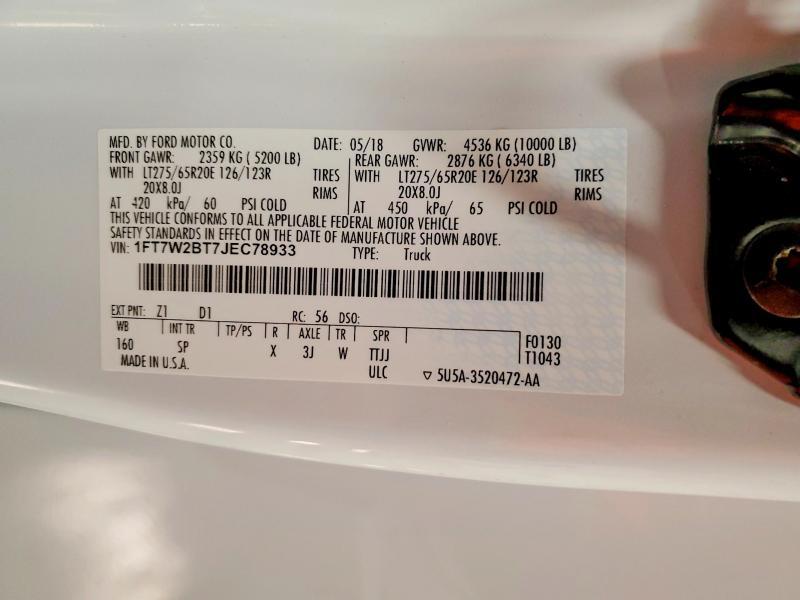 MFD. BY FORD MOTOR CO. DATE: 05/18 GVWR: 4536 KG (10000 LB)
FRONT GAWR: 2359 KG ( 5200 LB) REAR GAWR: 2876 KG ( 6340 LB)
WITH LT275/65R20E 126/123R TIRES WITH LT275/65R20E 126/123R TIRES
20X8.0J RIMS 20X8.0J RIMS
AT 420 kPa/ 60 PSI COLD AT 450 kPa/ 65 PSI COLD
THIS VEHICLE CONFORMS TO ALL APPLICABLE FEDERAL MOTOR VEHICLE
SAFETY STANDARDS IN EFFECT ON THE DATE OF MANUFACTURE SHOWN ABOVE.
VIN: 1FT7W2BT7JEC78933 TYPE: Truck
EXT PNT: Z1 D1 RC: 56 DSO:
WB INT TR TP/PS R AXLE TR SPR F0130
160 SP X 3J W TTJJ T1043
MADE IN U.S.A. ULC ▽ 5U5A-3520472-AA